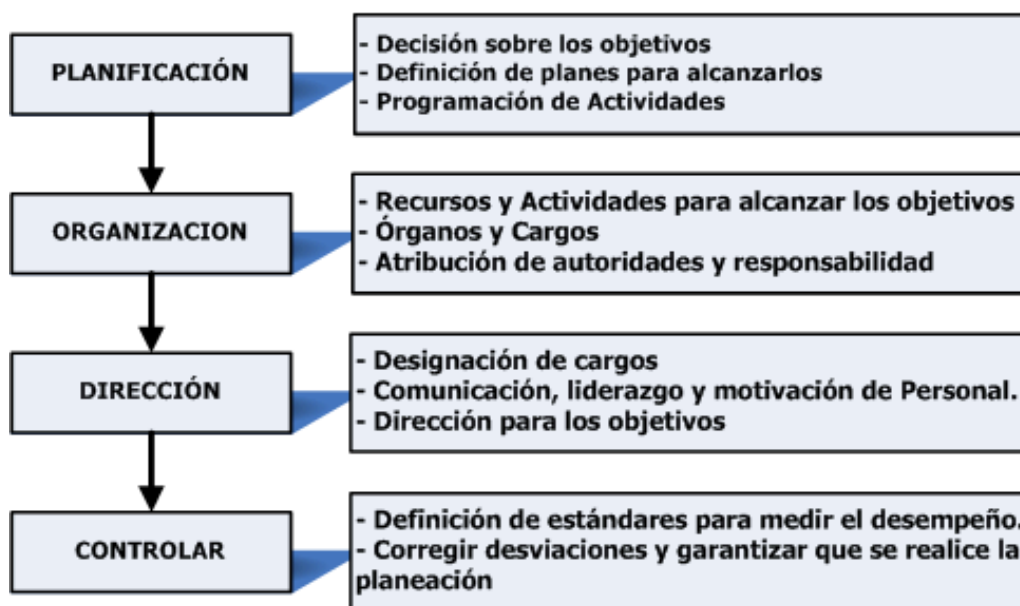 PLANIFICACIÓN
- Decisión sobre los objetivos
- Definición de planes para alcanzarlos
- Programación de Actividades
ORGANIZACION
- Recursos y Actividades para alcanzar los objetivos
- Órganos y Cargos
- Atribución de autoridades y responsabilidad
DIRECCIÓN
- Designación de cargos
- Comunicación, liderazgo y motivación de Personal.
- Dirección para los objetivos
CONTROLAR
- Definición de estándares para medir el desempeño.
- Corregir desviaciones y garantizar que se realice la
planeación